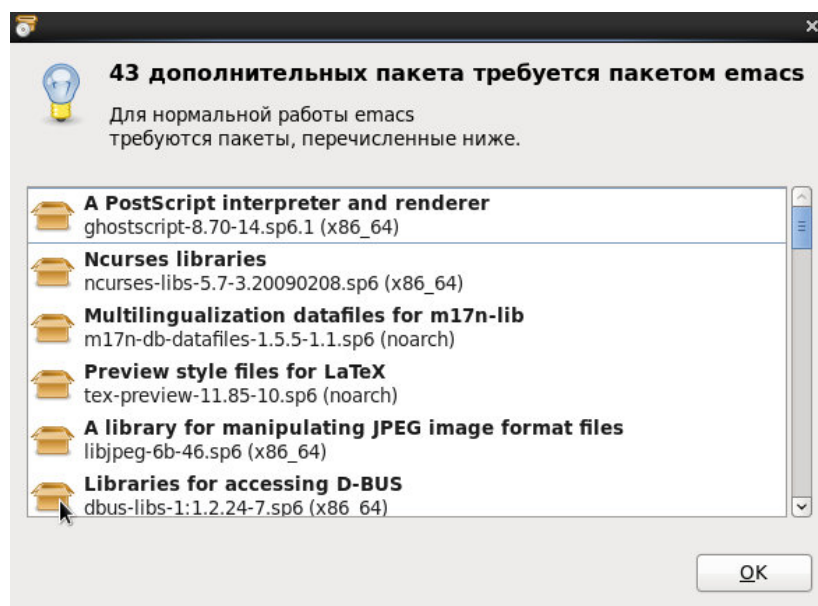 43 дополнительных пакета требуется пакетом emacs
Для нормальной работы emacs
требуются пакеты, перечисленные ниже.
A PostScript interpreter and renderer
ghostscript-8.70-14.sp6.1 (x86_64)
Ncurses libraries
ncurses-libs-5.7-3.20090208.sp6 (x86_64)
Multilingualization datafiles for m17n-lib
m17n-db-datafiles-1.5.5-1.1.sp6 (noarch)
Preview style files for LaTeX
tex-preview-11.85-10.sp6 (noarch)
A library for manipulating JPEG image format files
libjpeg-6b-46.sp6 (x86_64)
Libraries for accessing D-BUS
dbus-libs-1:1.2.24-7.sp6 (x86_64)
OK